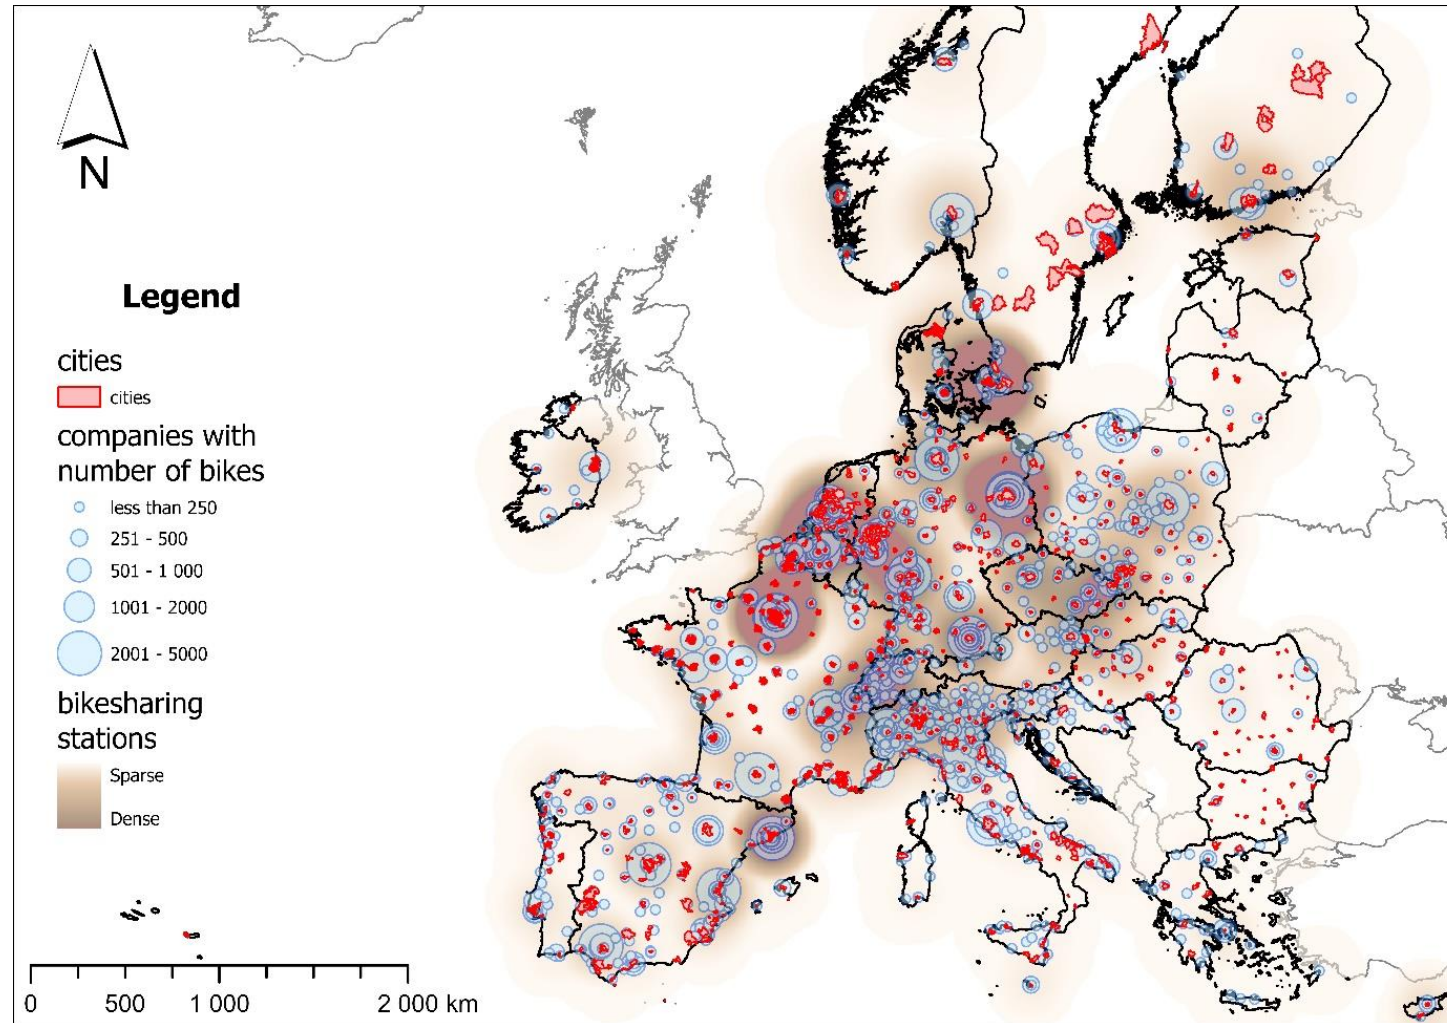 N
Legend
cities
cities
companies with
number of bikes
less than 250
251 - 500
501 - 1 000
1001 - 2000
2001 - 5000
bikesharing
stations
Sparse
Dense
0 500 1 000 2 000 km